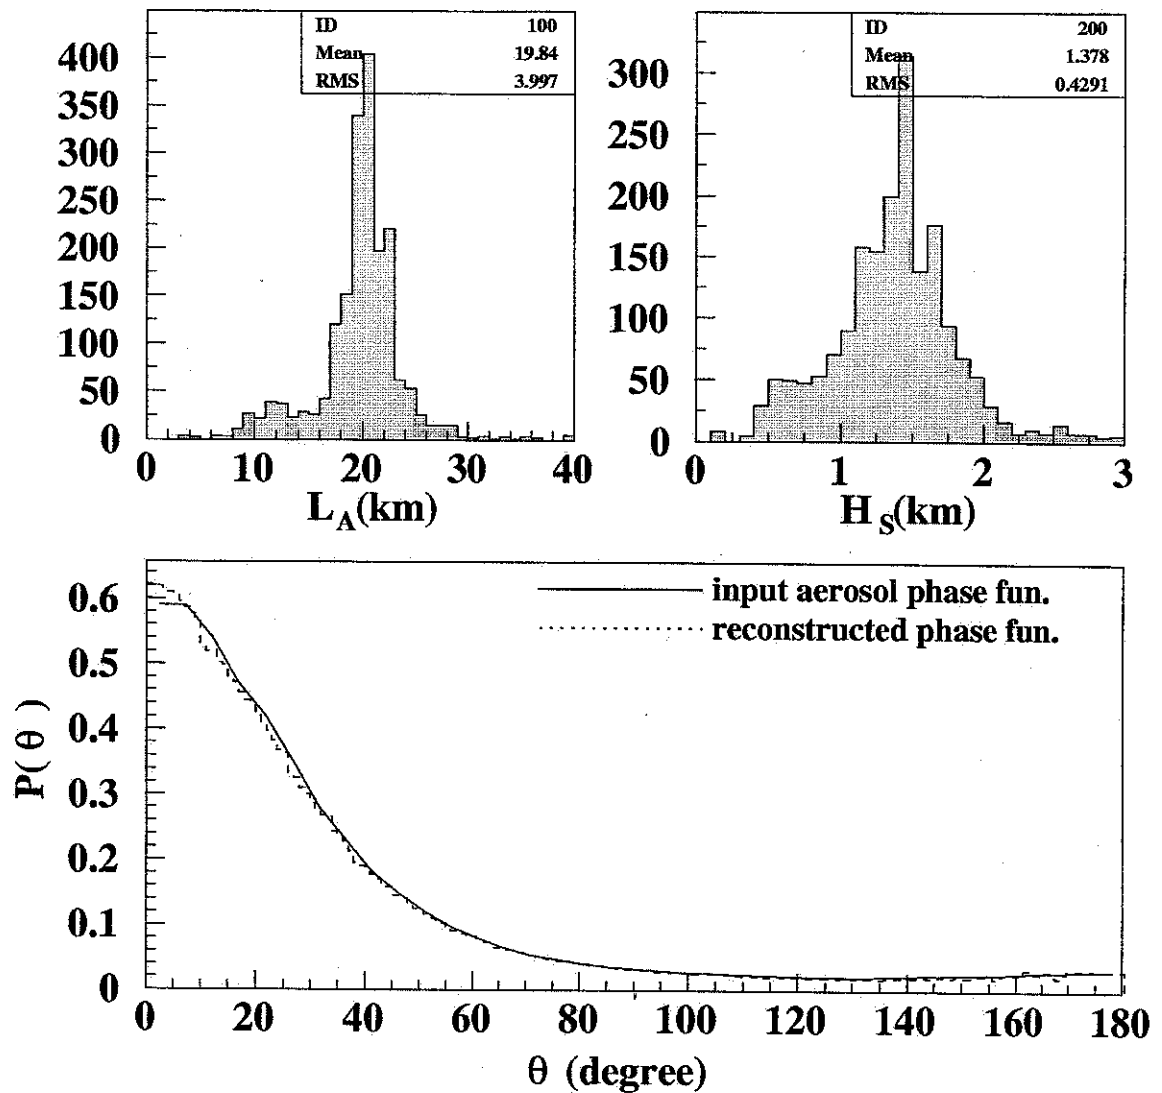 ID 100
Mean 19.84
RMS 3.997
400
350
300
250
200
150
100
50
0
0 10 20 30 40
L A (km)
ID 200
Mean 1.378
RMS 0.4291
300
250
200
150
100
50
0
0 1 2 3
H S (km)
input aerosol phase fun.
reconstructed phase fun.
P( θ )
0.6
0.5
0.4
0.3
0.2
0.1
0
0 20 40 60 80 100 120 140 160 180
θ (degree)